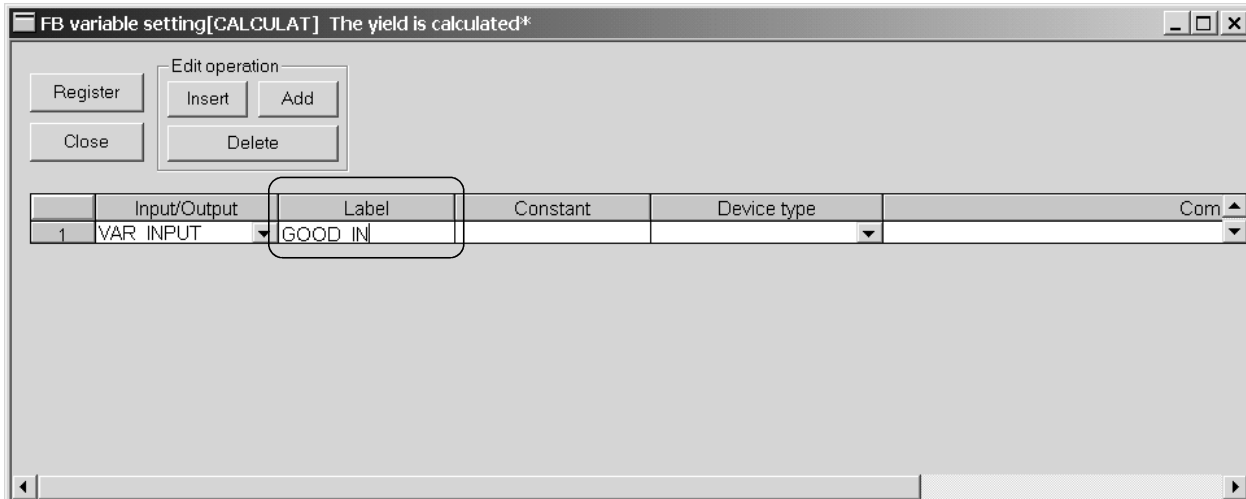 FB variable setting[CALCULAT] The yield is calculated*
Edit operation
Register
Insert
Add
Close
Delete
Input/Output Label Constant Device type Com
1 VAR_INPUT GOOD_IN